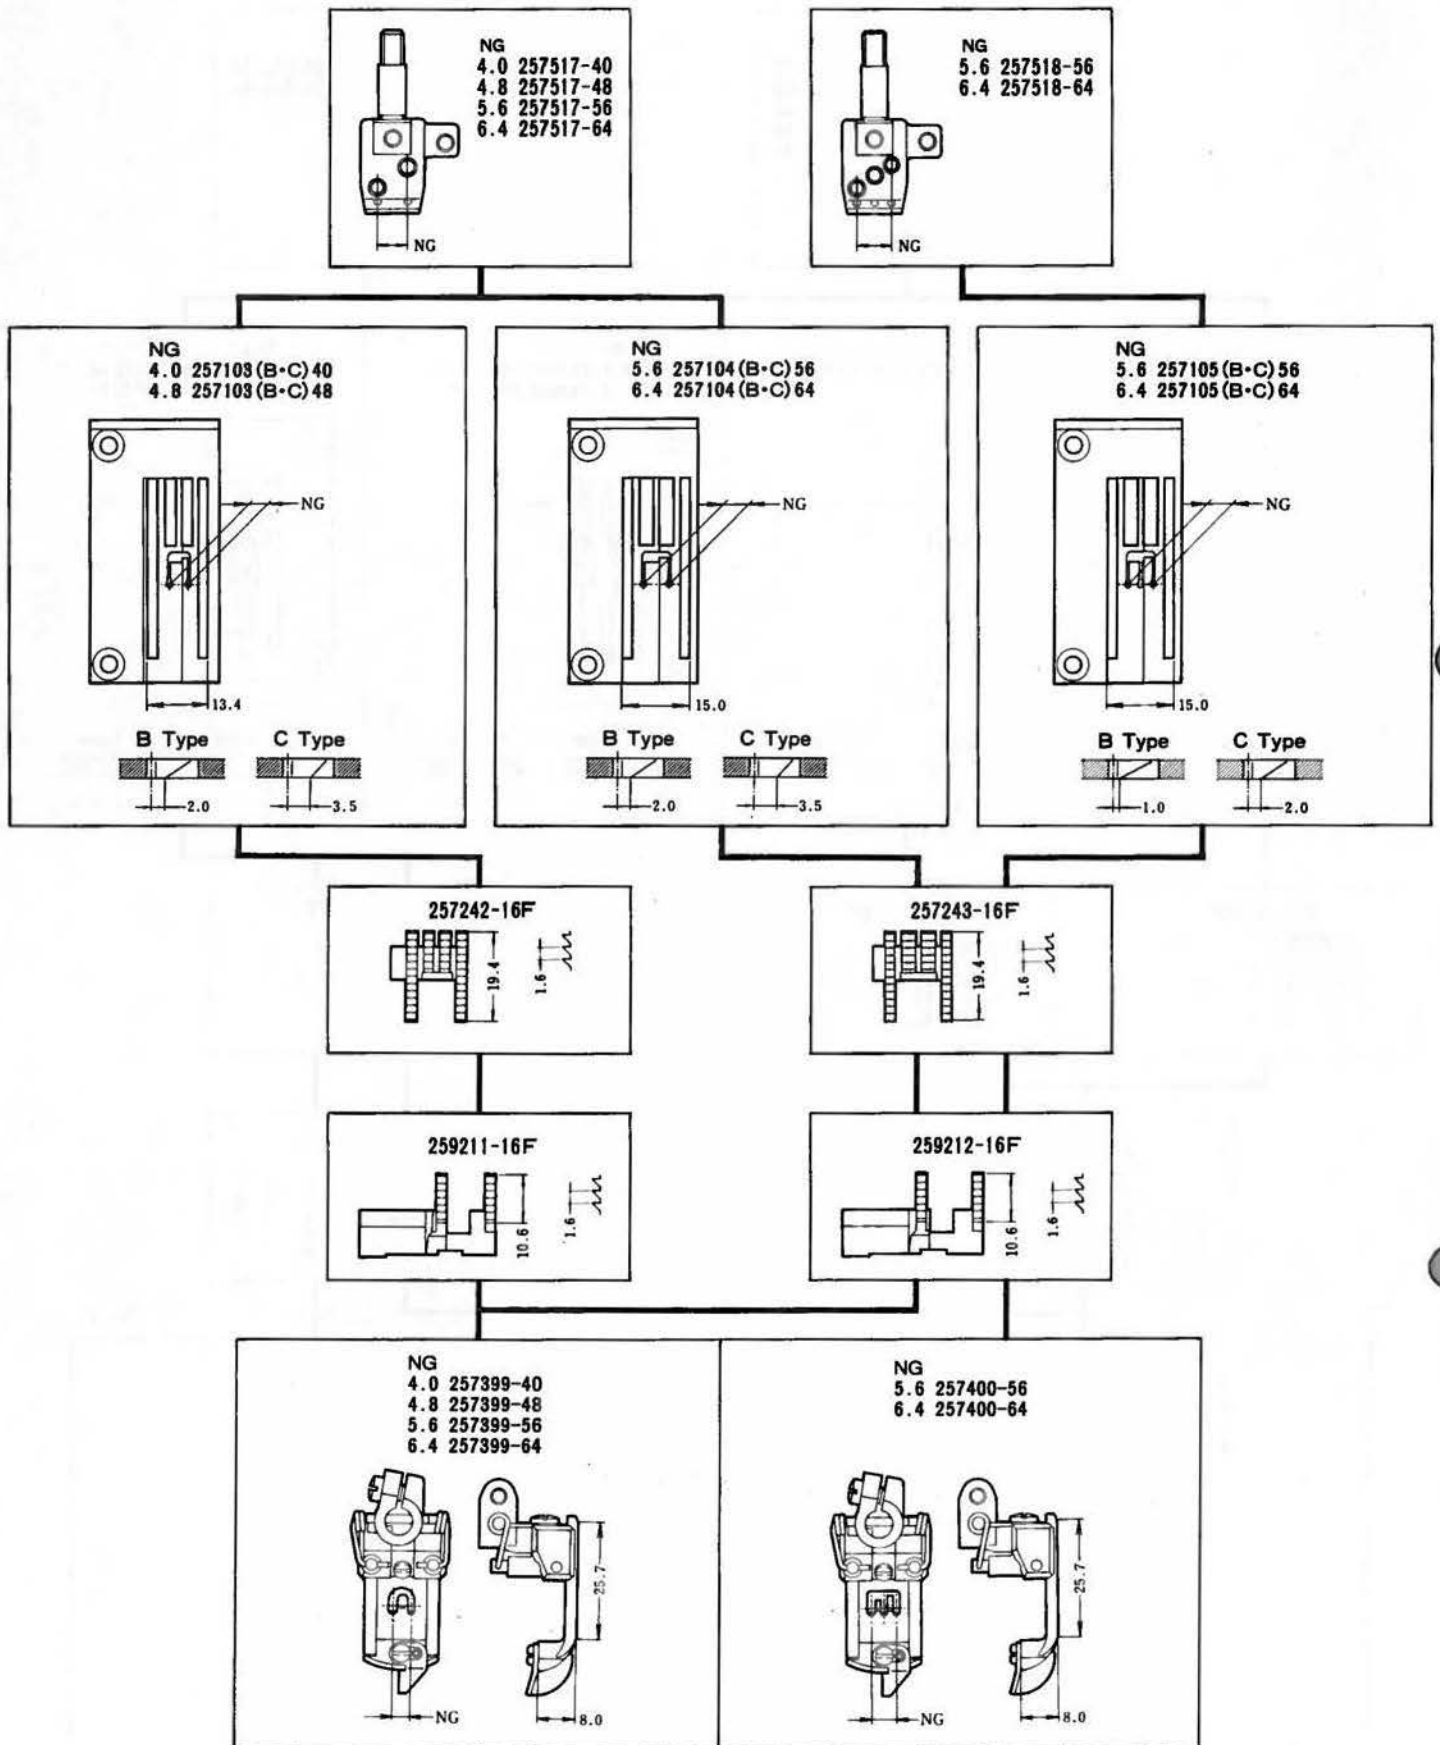 NG
4.0 257517-40
4.8 257517-48
5.6 257517-56
6.4 257517-64
NG
NG
5.6 257518-56
6.4 257518-64
NG
NG
4.0 257103(B•C)40
4.8 257103(B•C)48
NG
13.4
B Type
C Type
2.0
3.5
NG
5.6 257104(B•C)56
6.4 257104(B•C)64
NG
15.0
B Type
C Type
2.0
3.5
NG
5.6 257105(B•C)56
6.4 257105(B•C)64
NG
15.0
B Type
C Type
1.0
2.0
257242-16F
19.4
1.6
257243-16F
19.4
1.6
259211-16F
10.6
1.6
259212-16F
10.6
1.6
NG
4.0 257399-40
4.8 257399-48
5.6 257399-56
6.4 257399-64
25.7
NG
8.0
NG
5.6 257400-56
6.4 257400-64
25.7
NG
8.0